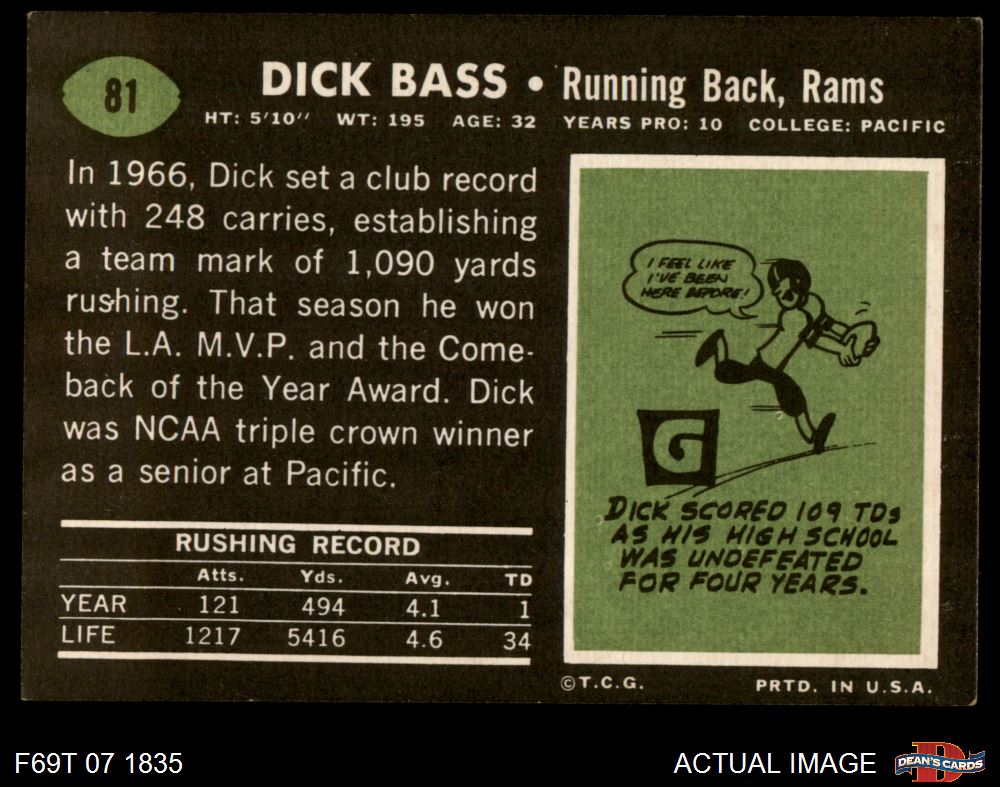 81
DICK BASS • Running Back, Rams
HT: 5'10" WT: 195 AGE: 32 YEARS PRO: 10 COLLEGE: PACIFIC
In 1966, Dick set a club record
with 248 carries, establishing
a team mark of 1,090 yards
rushing. That season he won
the L.A. M.V.P. and the Come-
back of the Year Award. Dick
was NCAA triple crown winner
as a senior at Pacific.
RUSHING RECORD
Atts. Yds. Avg. TD
YEAR 121 494 4.1 1
LIFE 1217 5416 4.6 34
I FEEL LIKE
I'VE BEEN
HERE BEFORE!
G
DICK SCORED 109 TDs
AS HIS HIGH SCHOOL
WAS UNDEFEATED
FOR FOUR YEARS.
©T.C.G. PRTD. IN U.S.A.
F69T 07 1835
ACTUAL IMAGE
DEAN'S CARDS